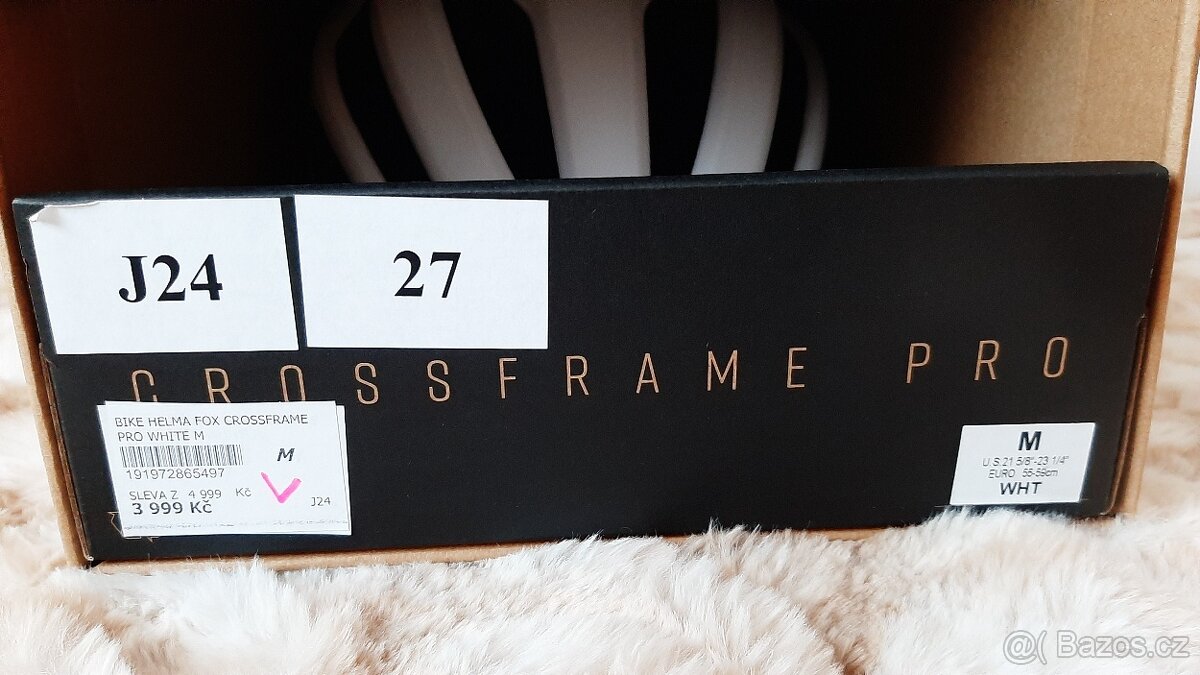 J24
27
CROSSFRAME PRO
BIKE HELMA FOX CROSSFRAME
PRO WHITE M
M
191972865497
SLEVA Z 4 999 Kč
3 999 Kč
J24
M
U.S.21 5/8"-23 1/4"
EURO 55-59cm
WHT
@( Bazos.cz